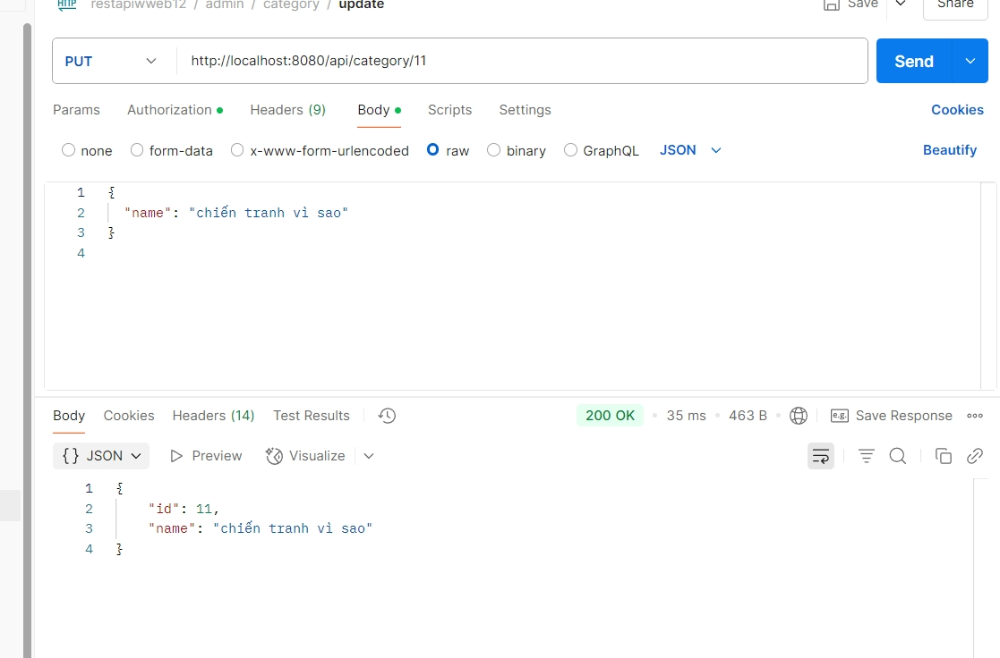 HTTP restapiwweb12 / admin / category / update Save Share
PUT http://localhost:8080/api/category/11 Send
Params Authorization Headers (9) Body Scripts Settings Cookies
none form-data x-www-form-urlencoded raw binary GraphQL JSON Beautify
1 {
2 "name": "chiến tranh vì sao"
3 }
4
Body Cookies Headers (14) Test Results 200 OK • 35 ms • 463 B • e.g. Save Response
{} JSON Preview Visualize
1 {
2 "id": 11,
3 "name": "chiến tranh vì sao"
4 }